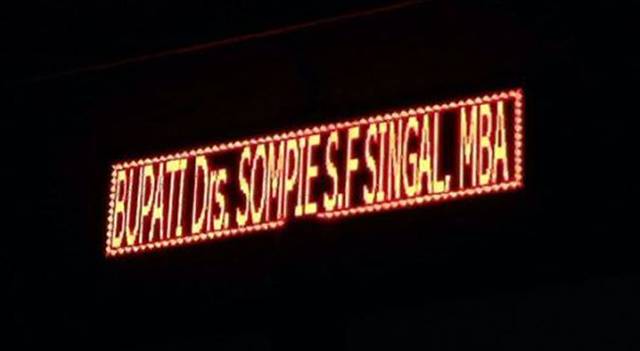 BUPATI Drs. SOMPIE S.F SINGAL, MBA